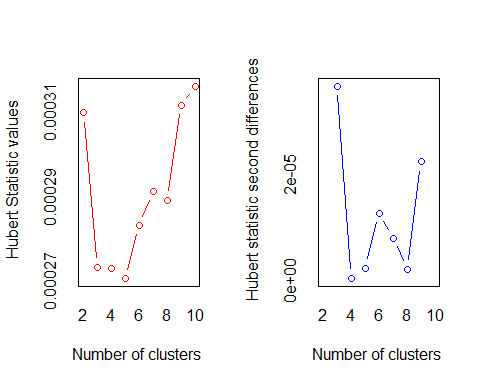 Hubert Statistic values
0.00031
0.00029
0.00027
2 4 6 8 10
Number of clusters
Hubert statistic second differences
2e-05
0e+00
2 4 6 8 10
Number of clusters